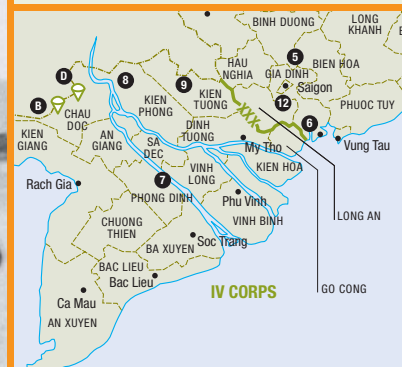 BINH DUONG
LONG
KHANH
5
BIEN HOA
HAU
NGHIA
GIA DINH
Saigon
D
8
9
KIEN
TUONG
12
PHUOC TUY
B
CHAU
DOC
KIEN
PHONG
XXX
6
DINH
TUONG
KIEN
GIANG
AN
GIANG
SA
DEC
My Tho
Vung Tau
KIEN HOA
Rach Gia
7
VINH
LONG
PHONG DINH
Phu Vinh
LONG AN
CHUONG
THIEN
VINH BINH
BA XUYEN
Soc Trang
BAC LIEU
Bac Lieu
GO CONG
IV CORPS
Ca Mau
AN XUYEN